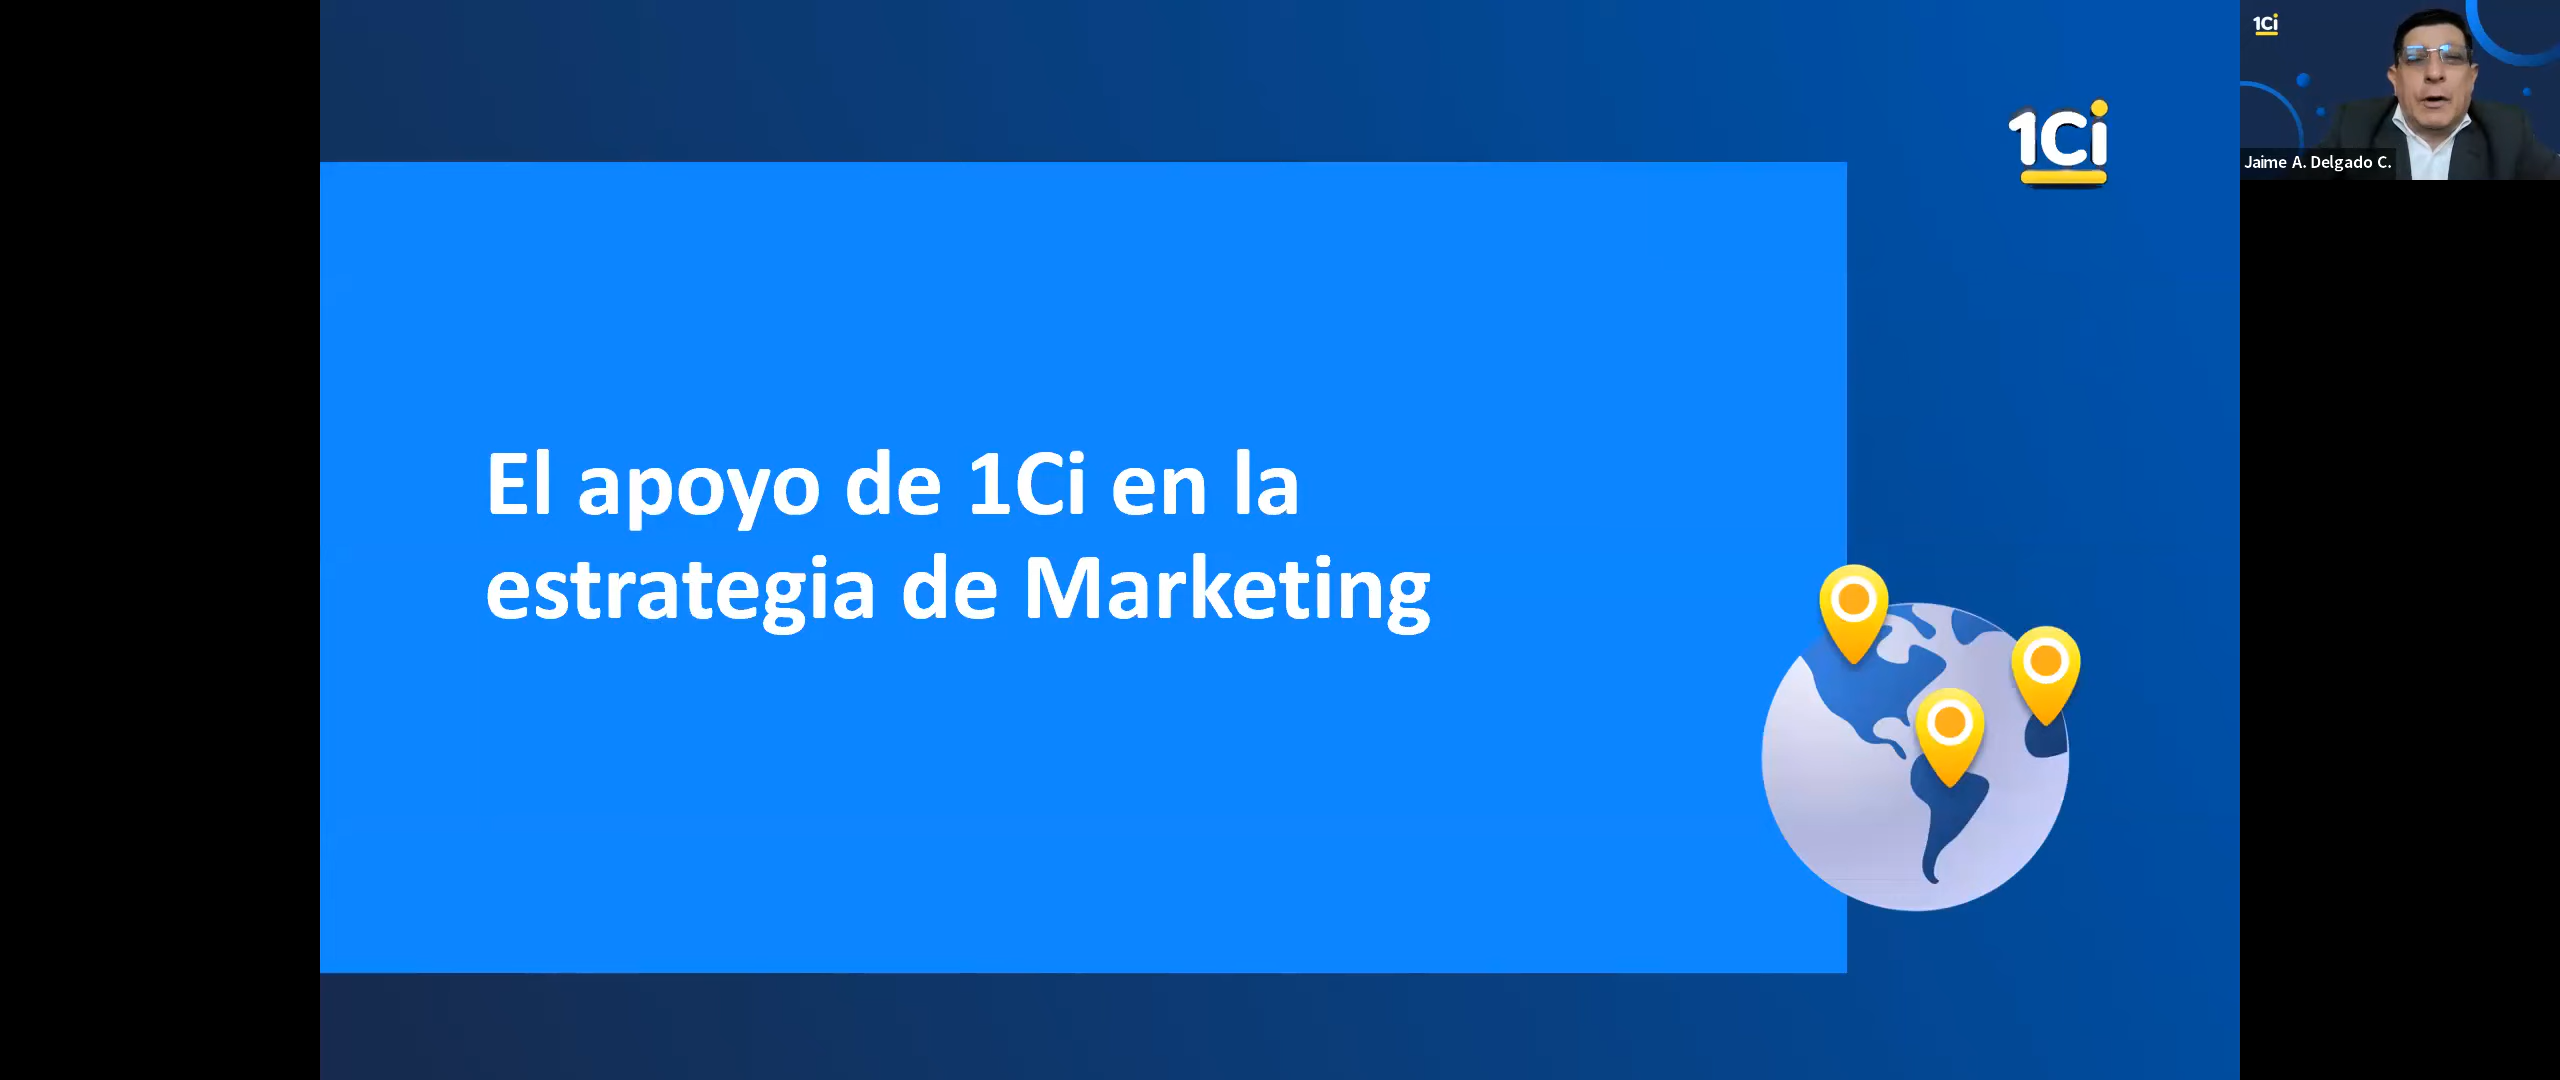 1Ci
El apoyo de 1Ci en la
estrategia de Marketing
1Ci
Jaime A. Delgado C.